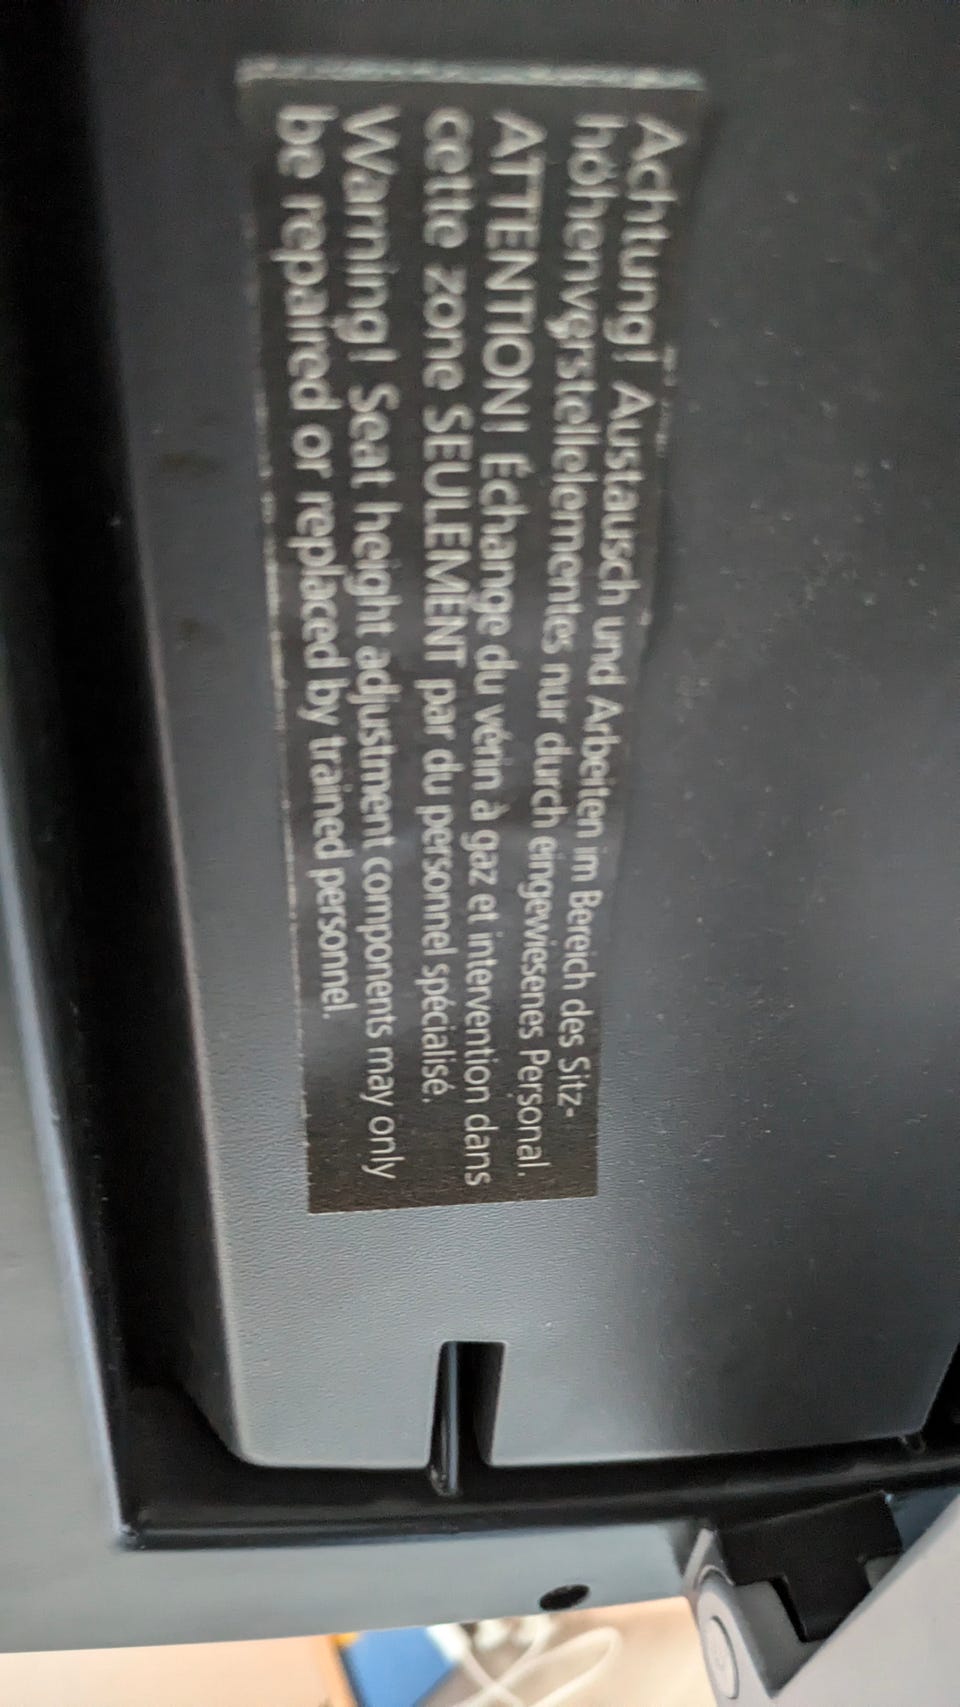 Achtung! Austausch und Arbeiten im Bereich des Sitz-
höhenverstellelementes nur durch eingewiesenes Personal.
ATTENTION! Échange du vérin à gaz et intervention dans
cette zone SEULEMENT par du personnel spécialisé.
Warning! Seat height adjustment components may only
be repaired or replaced by trained personnel.